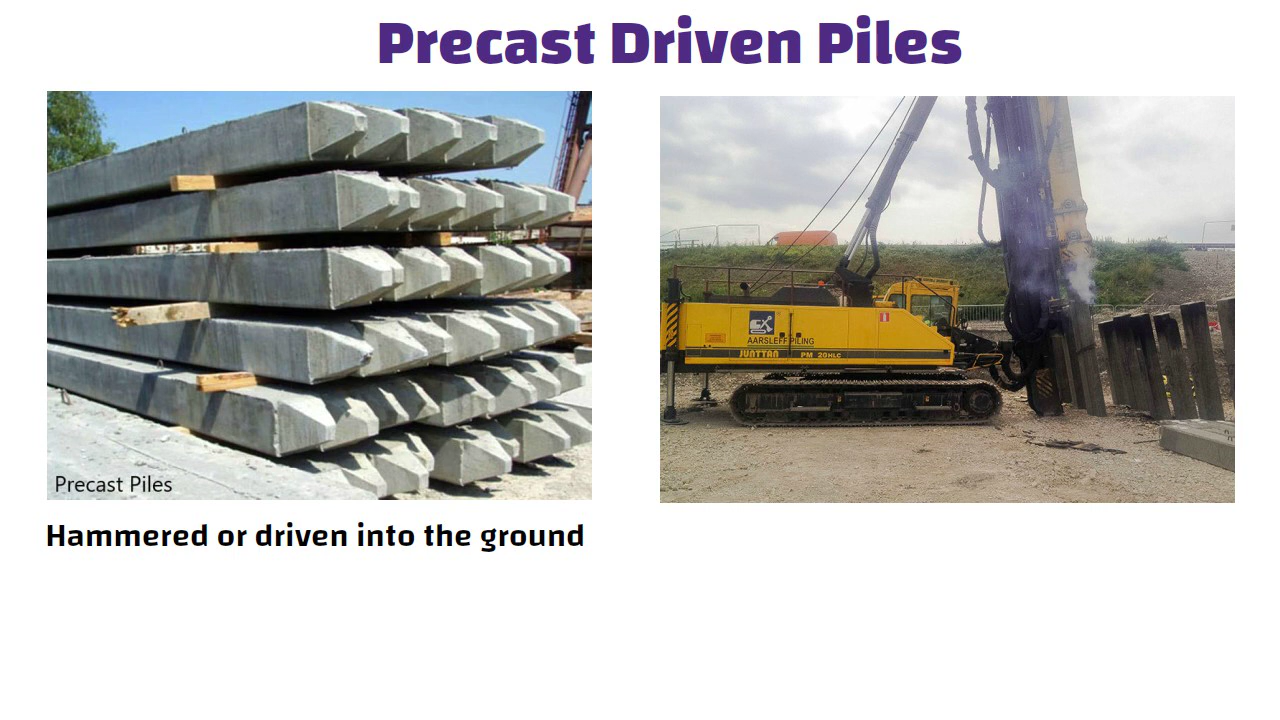 Precast Driven Piles
Precast Piles
AARSLEFF PILING
JUNTTAN PM 20HLC
Hammered or driven into the ground